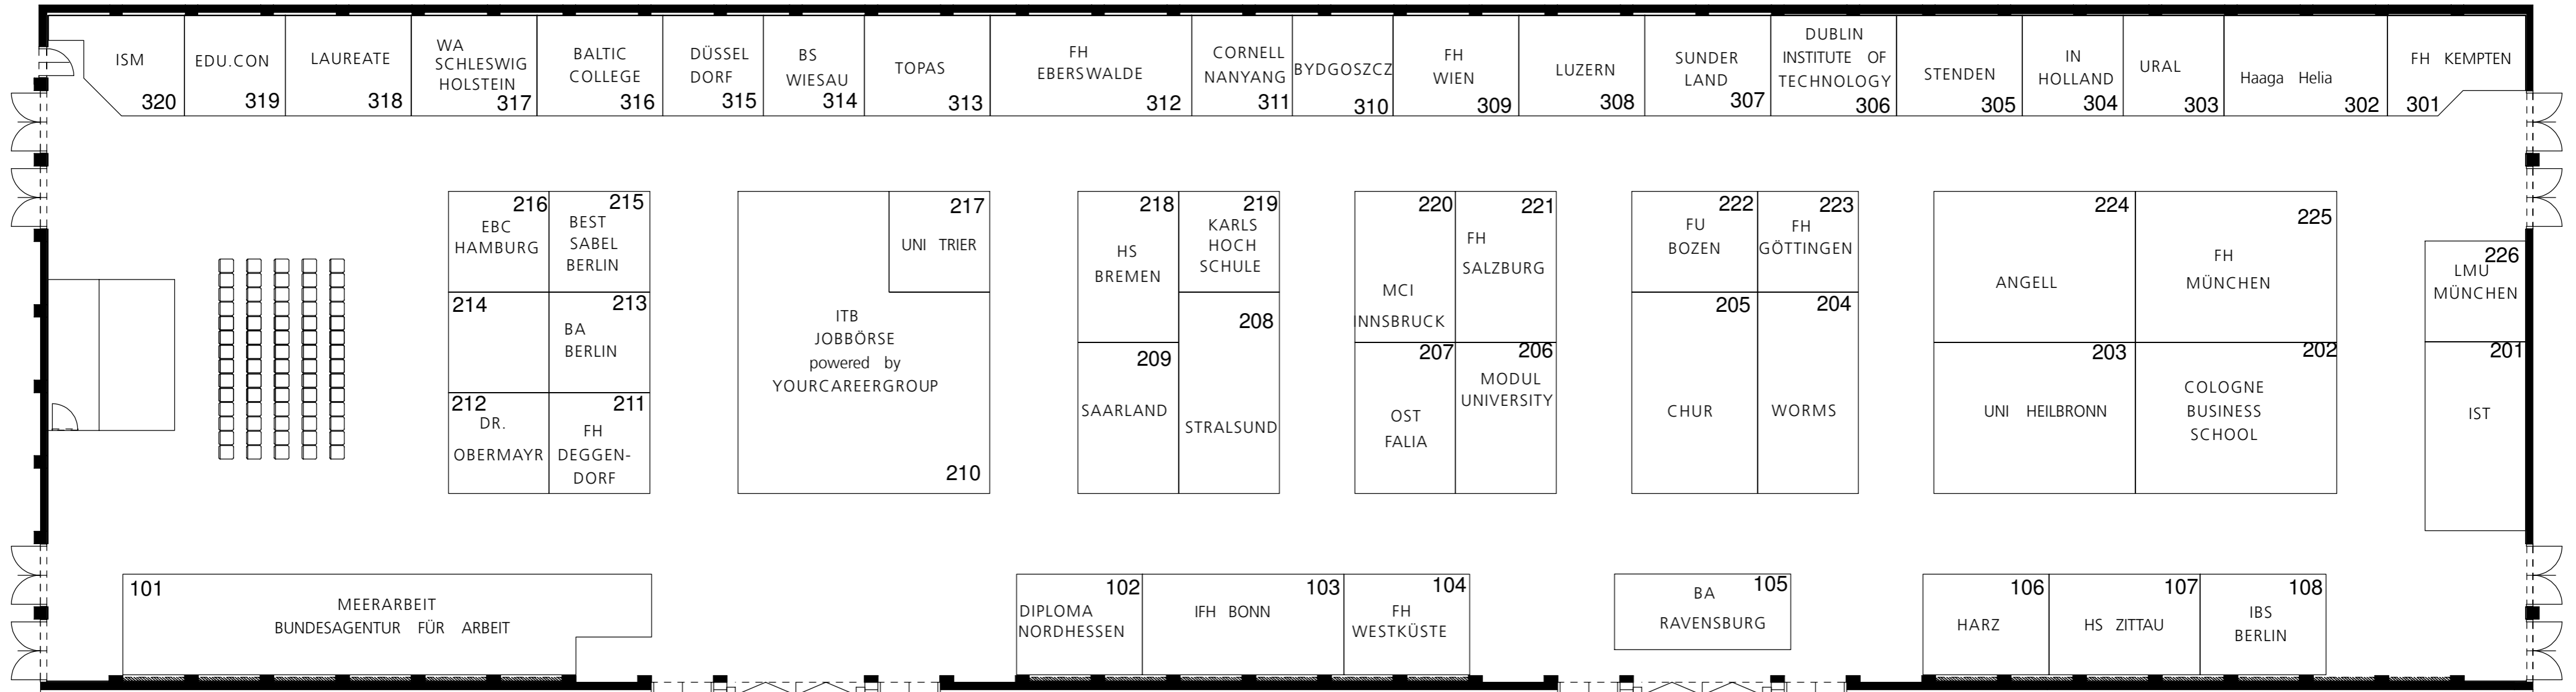 ISM
320
EDU.CON
319
LAUREATE
318
WA
SCHLESWIG
HOLSTEIN
317
BALTIC
COLLEGE
316
DÜSSEL
DORF
315
BS
WIESAU
314
TOPAS
313
FH
EBERSWALDE
312
CORNELL
NANYANG
311
BYDGOSZCZ
310
FH
WIEN
309
LUZERN
308
SUNDER
LAND
307
DUBLIN
INSTITUTE OF
TECHNOLOGY
306
STENDEN
305
IN
HOLLAND
304
URAL
303
Haaga Helia
302
FH KEMPTEN
301
216
EBC
HAMBURG
215
BEST
SABEL
BERLIN
214
213
BA
BERLIN
212
DR.
OBERMAYR
211
FH
DEGGEN-
DORF
217
UNI TRIER
ITB
JOBBÖRSE
powered by
YOURCAREERGROUP
210
218
HS
BREMEN
219
KARLS
HOCH
SCHULE
209
SAARLAND
208
STRALSUND
220
MCI
INNSBRUCK
221
FH
SALZBURG
207
OST
FALIA
206
MODUL
UNIVERSITY
222
FU
BOZEN
223
FH
GÖTTINGEN
205
CHUR
204
WORMS
224
ANGELL
225
FH
MÜNCHEN
203
UNI HEILBRONN
202
COLOGNE
BUSINESS
SCHOOL
226
LMU
MÜNCHEN
201
IST
101
MEERARBEIT
BUNDESAGENTUR FÜR ARBEIT
102
DIPLOMA
NORDHESSEN
103
IFH BONN
104
FH
WESTKÜSTE
105
BA
RAVENSBURG
106
HARZ
107
HS ZITTAU
108
IBS
BERLIN